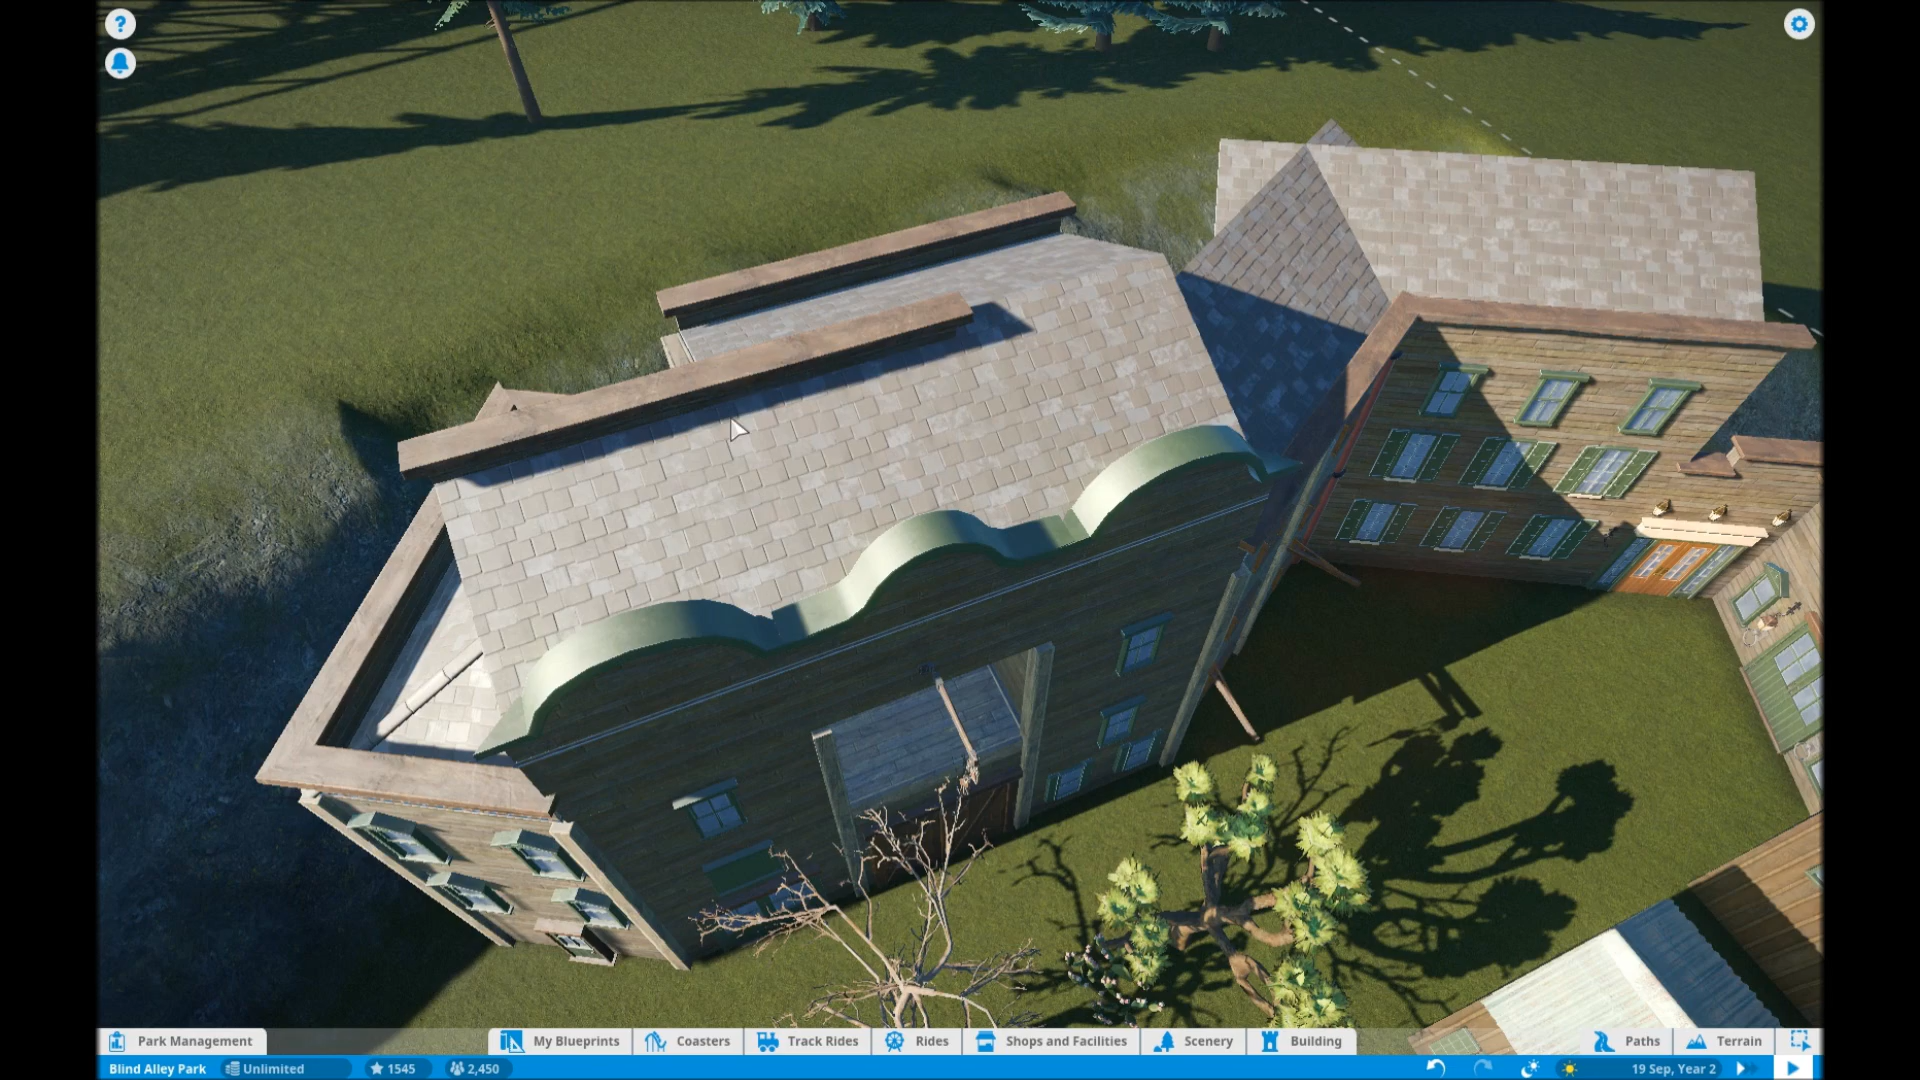 ?
Park Management
My Blueprints
Coasters
Track Rides
Rides
Shops and Facilities
Scenery
Building
Paths
Terrain
Blind Alley Park
Unlimited
1545
2,450
19 Sep, Year 2